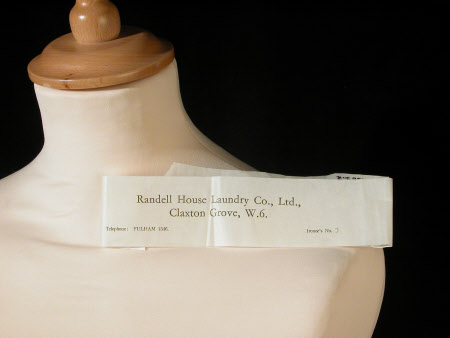 Randell House Laundry Co., Ltd.,
Claxton Grove, W.6.
Telephone: FULHAM